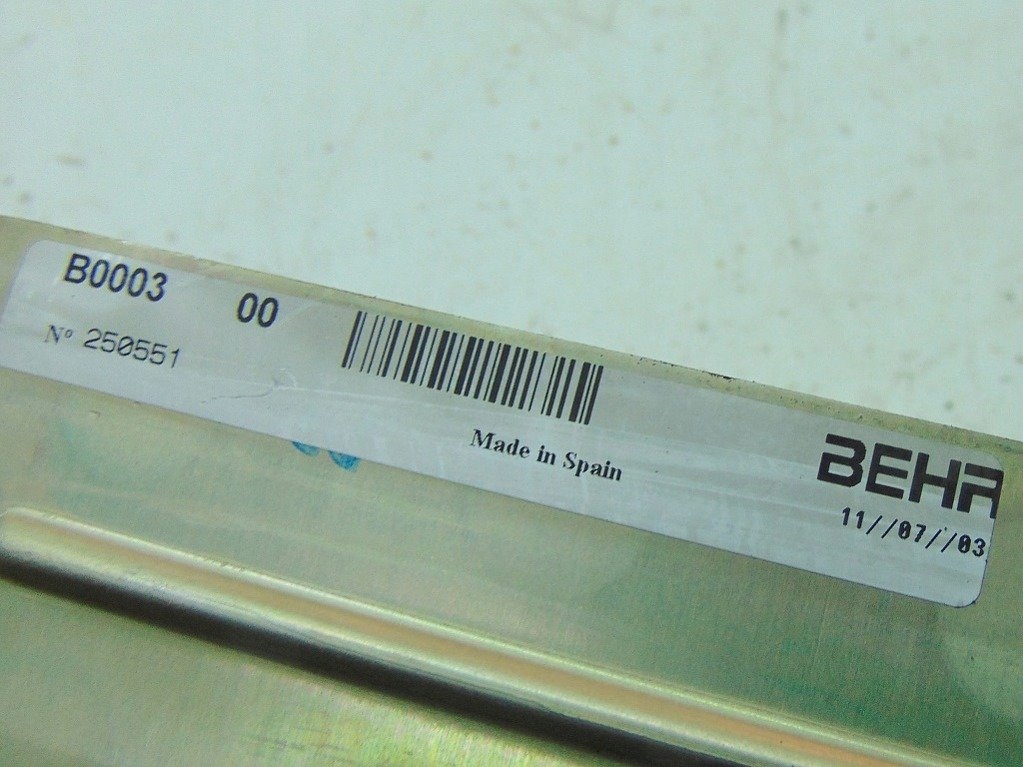 B0003 00
Nº 250551
Made in Spain
BEHR
11//07//03